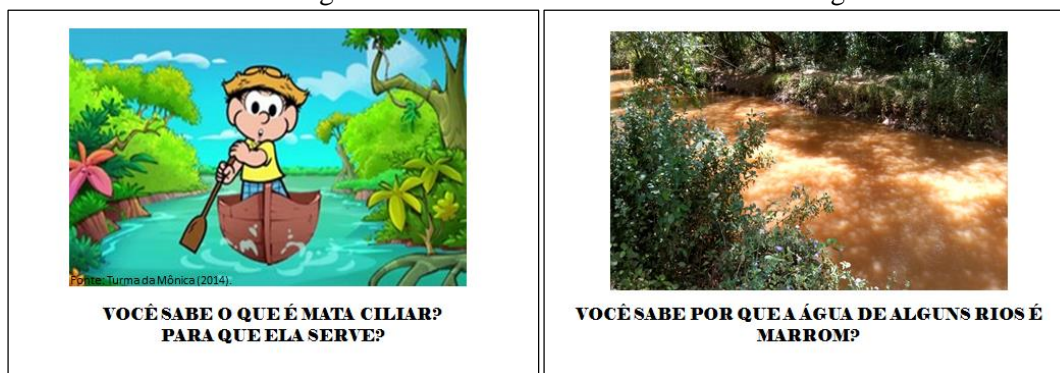 Fonte: Turma da Mônica (2014).
VOCÊ SABE O QUE É MATA CILIAR?
PARA QUE ELA SERVE?
VOCÊ SABE POR QUE A ÁGUA DE ALGUNS RIOS É
MARROM?